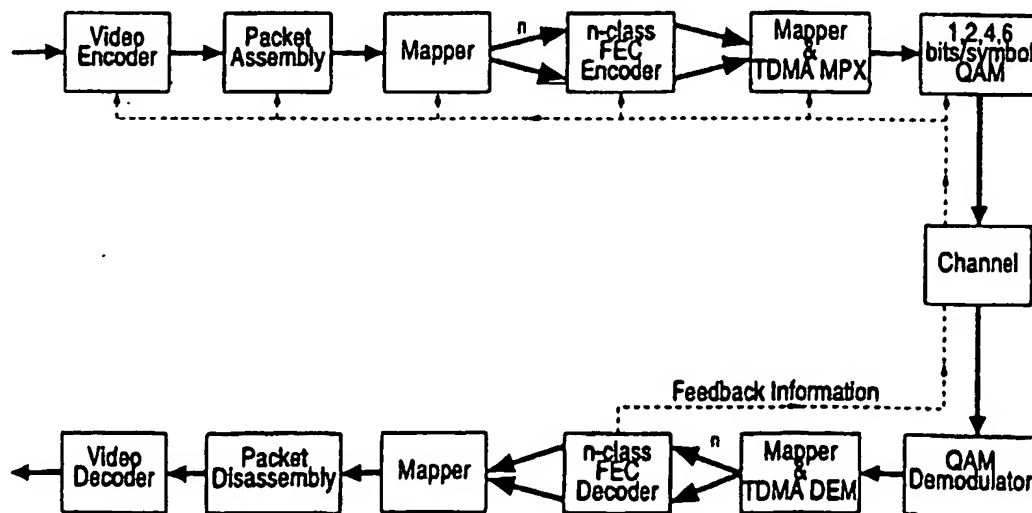 Video
Encoder
Packet
Assembly
Mapper
n
n-class
FEC
Encoder
Mapper
&
TDMA MPX
1,2,4,6
bits/symbol
QAM
Channel
Feedback Information
Video
Decoder
Packet
Disassembly
Mapper
n-class
FEC
Decoder
n
Mapper
&
TDMA DEM
QAM
Demodulator